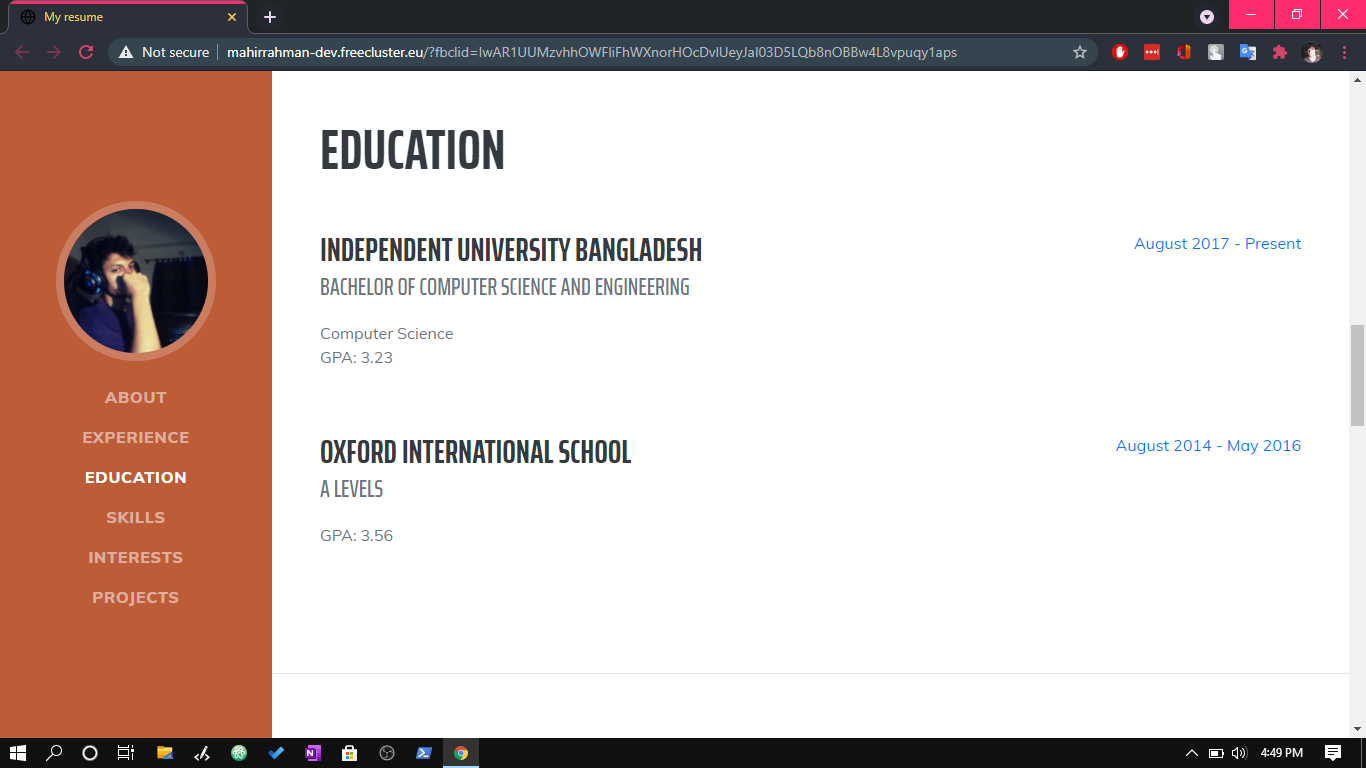 My resume
Not secure
mahirrahman-dev.freecluster.eu/?fbclid=IwAR1UUMzvhhOWFIiFhWXnorHOcDvlUeyJaI03D5LQb8nOBBw4L8vpuqy1aps
ABOUT
EXPERIENCE
EDUCATION
SKILLS
INTERESTS
PROJECTS
EDUCATION
INDEPENDENT UNIVERSITY BANGLADESH
August 2017 - Present
BACHELOR OF COMPUTER SCIENCE AND ENGINEERING
Computer Science
GPA: 3.23
OXFORD INTERNATIONAL SCHOOL
August 2014 - May 2016
A LEVELS
GPA: 3.56
4:49 PM